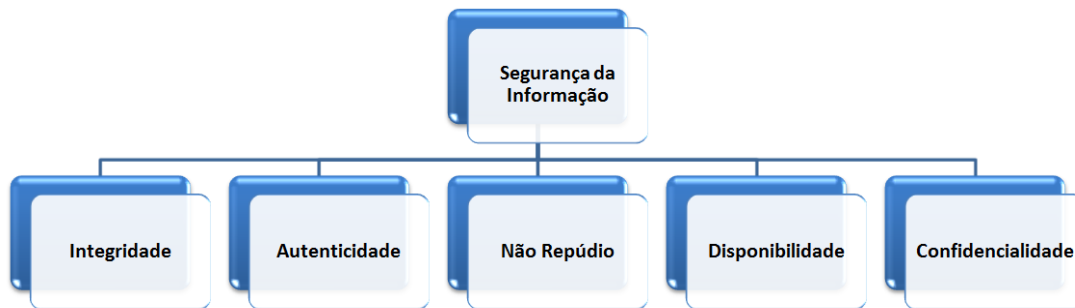 Segurança da
Informação
Integridade
Autenticidade
Não Repúdio
Disponibilidade
Confidencialidade